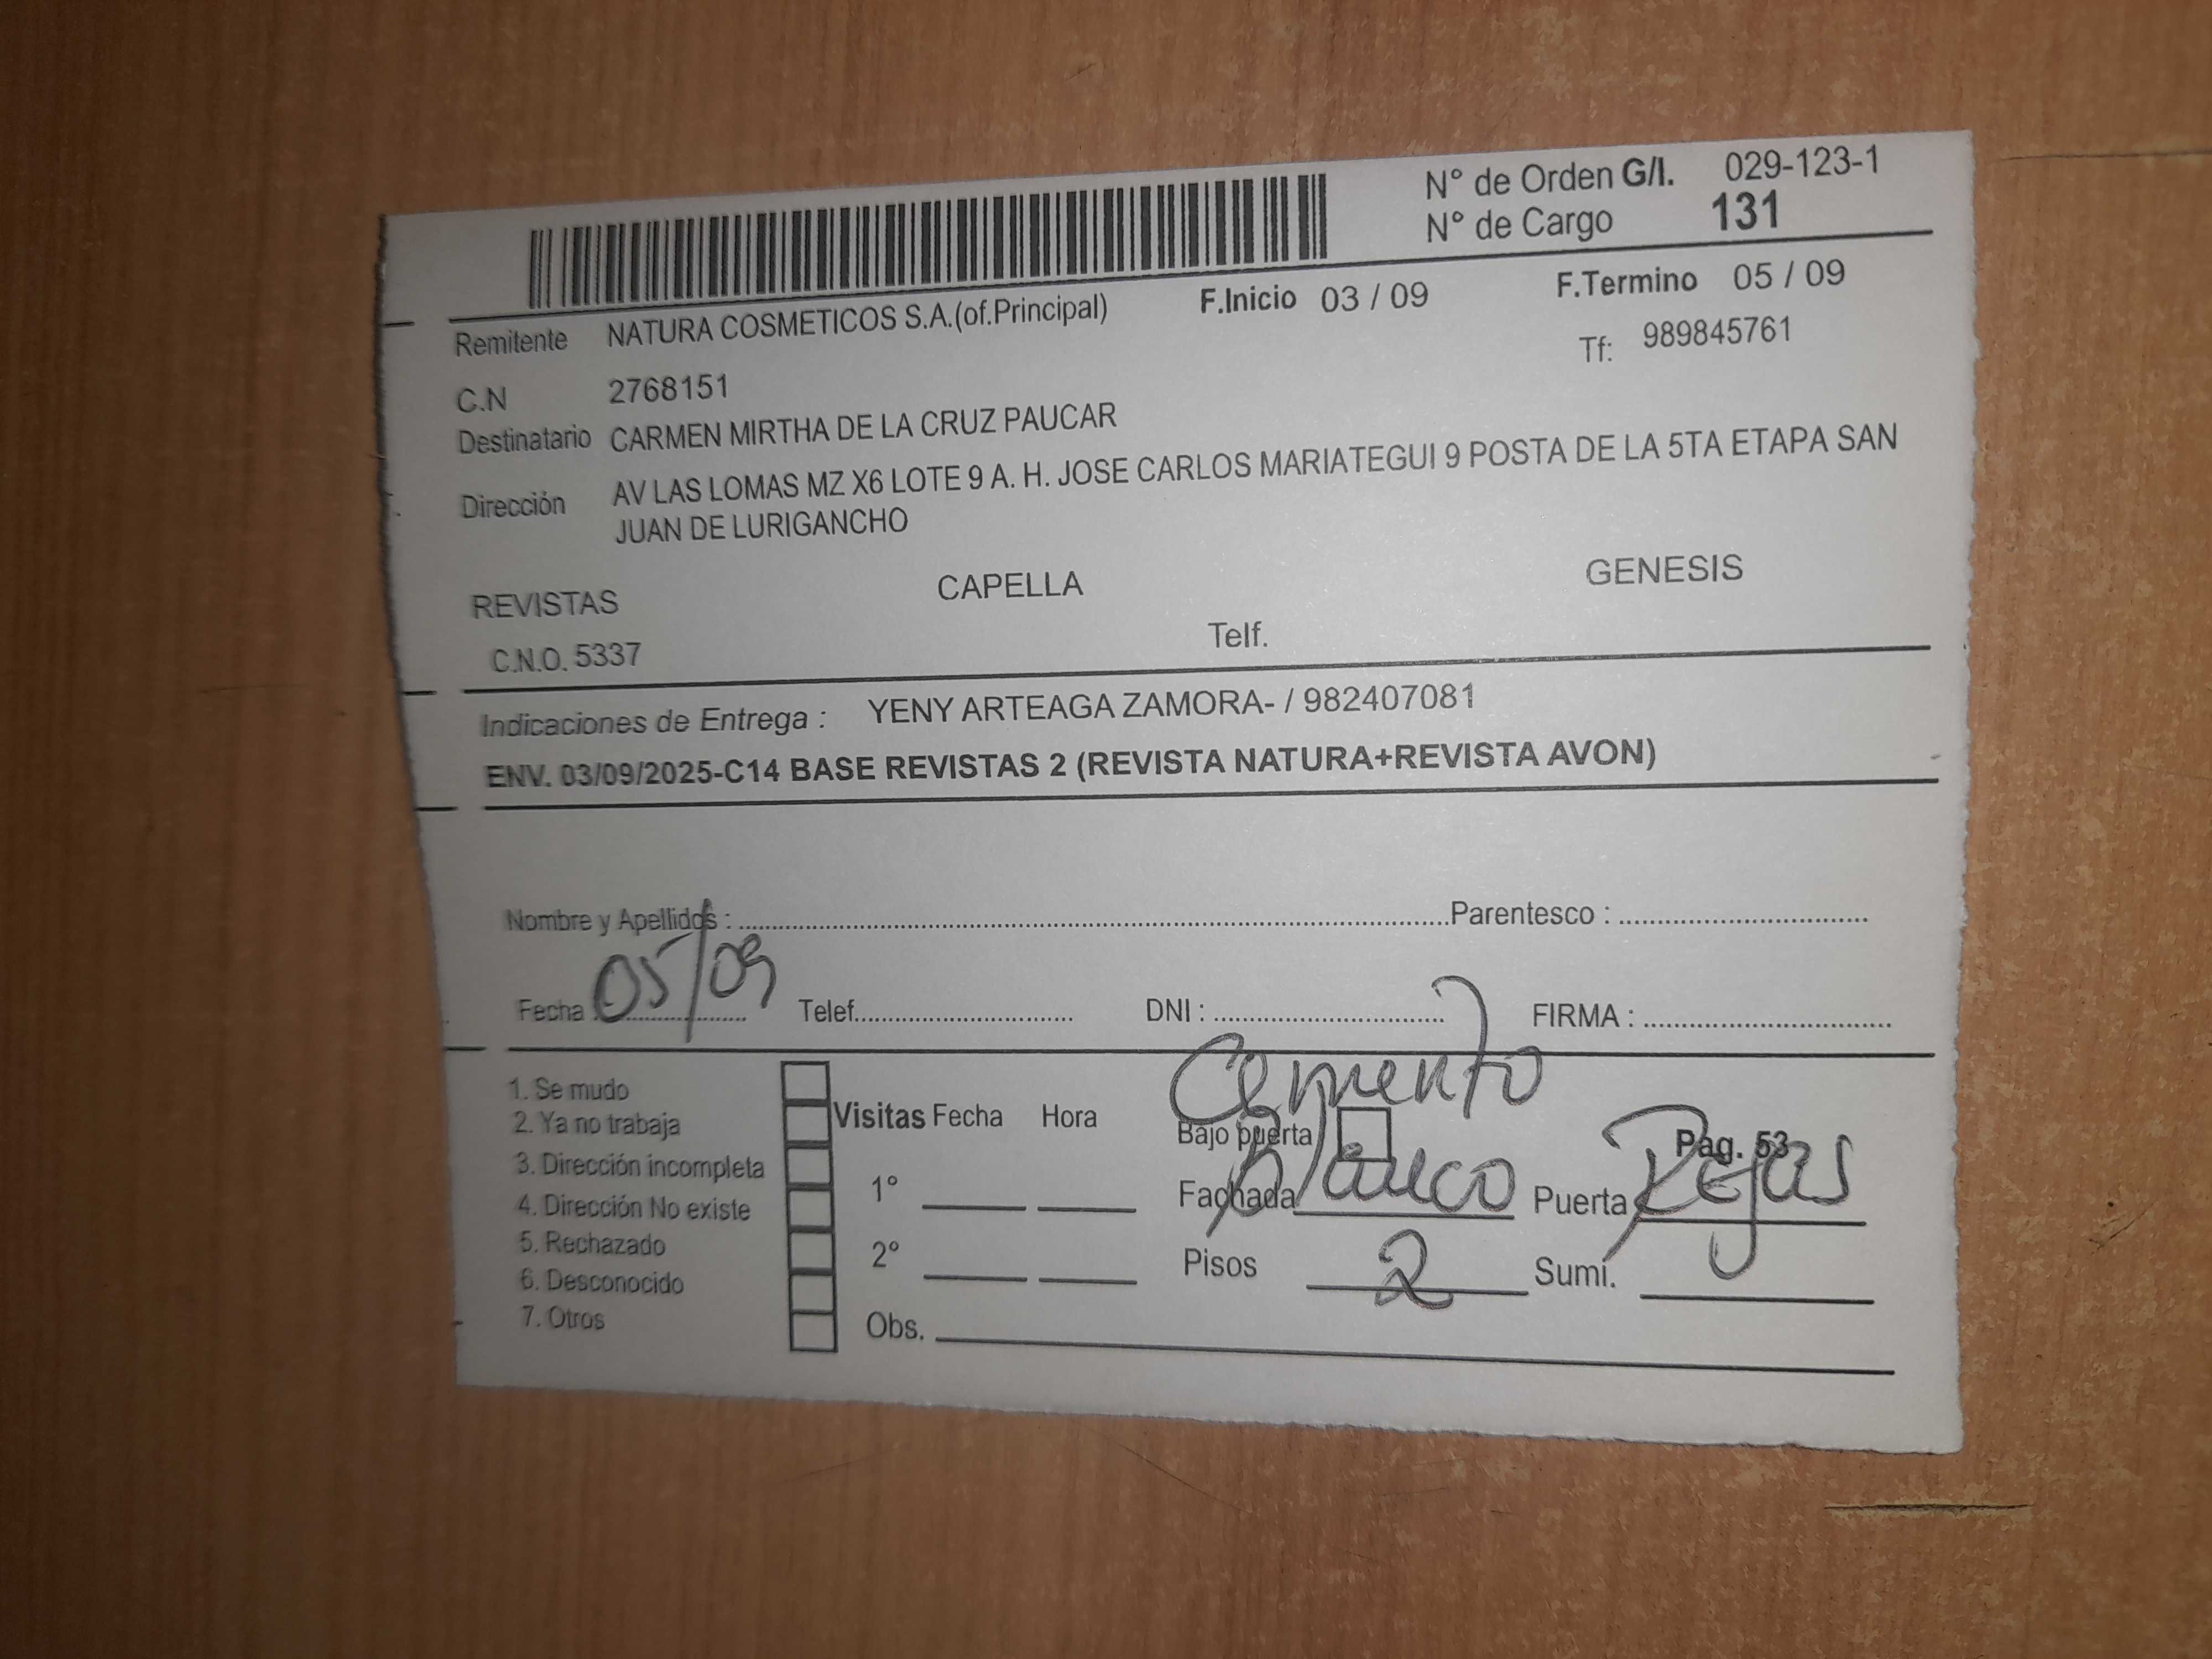 N° de Orden G/I. 029-123-1
N° de Cargo 131
F.Inicio 03 / 09 F.Termino 05 / 09
Remitente NATURA COSMETICOS S.A.(of.Principal)
Tf: 989845761
C.N 2768151
Destinatario CARMEN MIRTHA DE LA CRUZ PAUCAR
Dirección AV LAS LOMAS MZ X6 LOTE 9 A. H. JOSE CARLOS MARIATEGUI 9 POSTA DE LA 5TA ETAPA SAN
JUAN DE LURIGANCHO
REVISTAS CAPELLA GENESIS
C.N.O. 5337 Telf.
Indicaciones de Entrega : YENY ARTEAGA ZAMORA- / 982407081
ENV. 03/09/2025-C14 BASE REVISTAS 2 (REVISTA NATURA+REVISTA AVON)
Nombre y Apellidos : Parentesco :
Fecha 05/09 Telef. DNI : FIRMA :
Cemento
1. Se mudo
2. Ya no trabaja
3. Dirección incompleta
4. Dirección No existe
5. Rechazado
6. Desconocido
7. Otros
Visitas Fecha Hora
1°
2°
Obs.
Bajo puerta
Pag. 53
Fachada blanco Puerta Rejas
Pisos 2 Sumi.